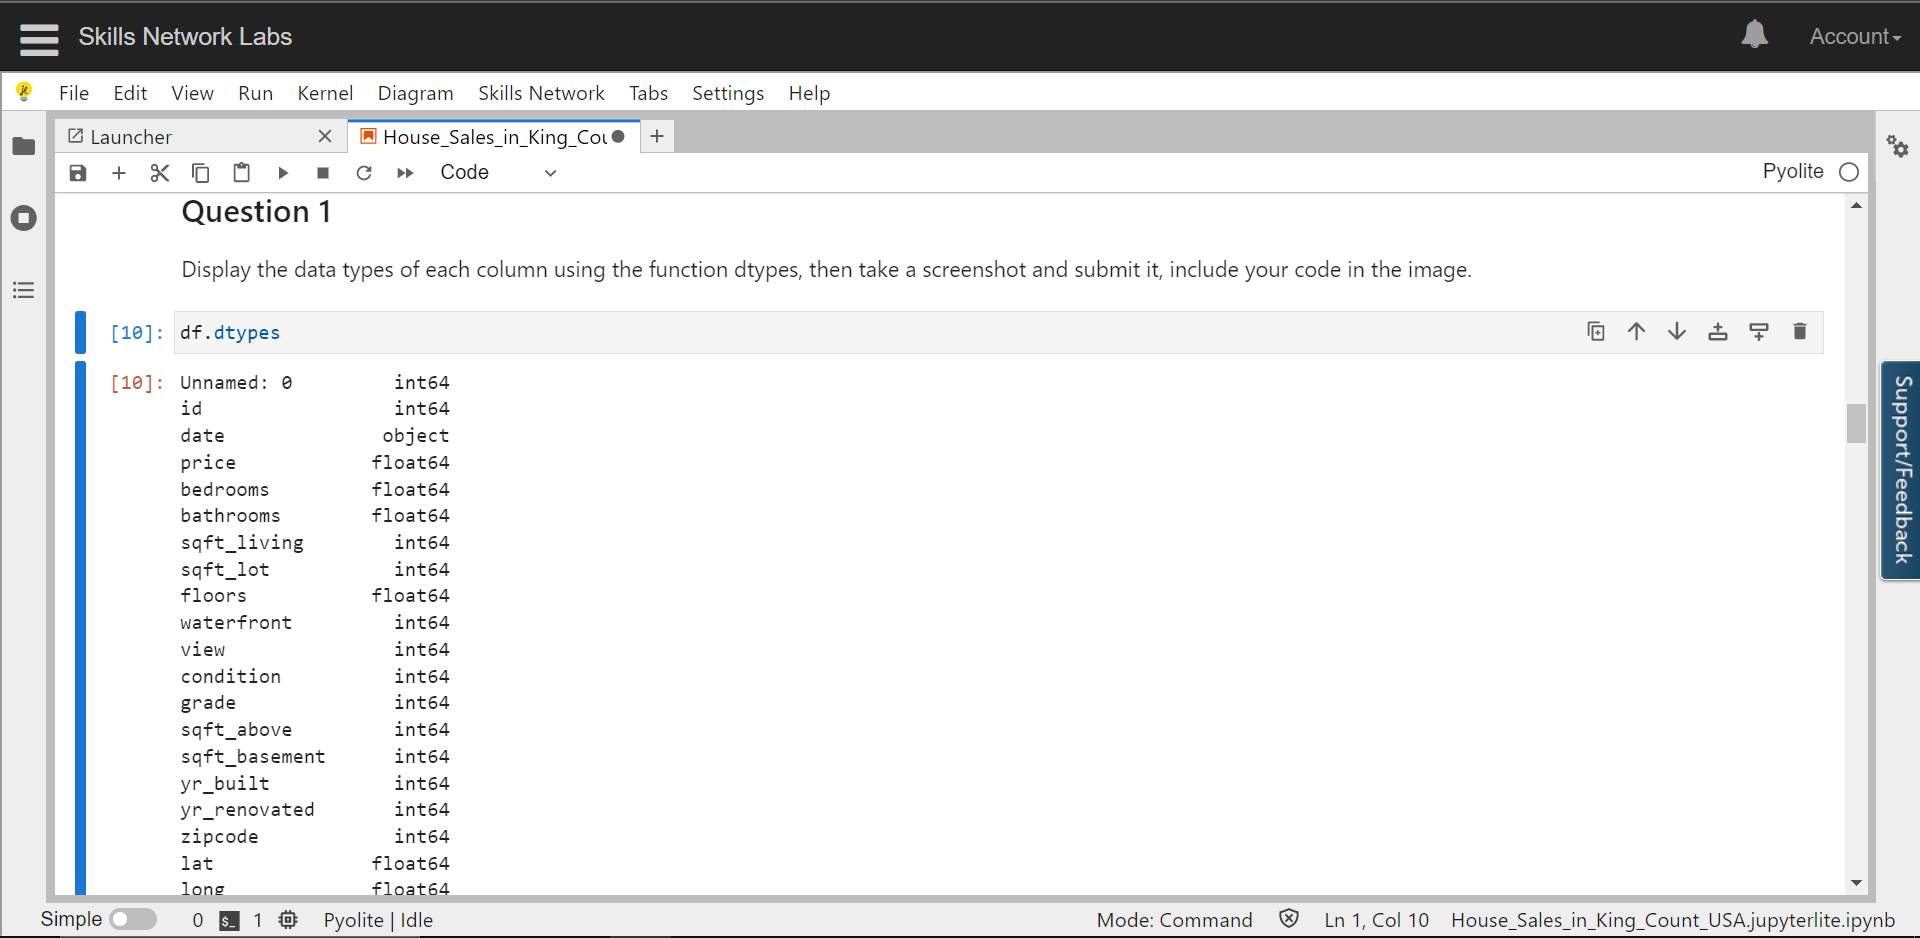 Skills Network Labs
Account
File Edit View Run Kernel Diagram Skills Network Tabs Settings Help
Launcher House_Sales_in_King_Cou
Code
Pyolite
Question 1
Display the data types of each column using the function dtypes, then take a screenshot and submit it, include your code in the image.
[10]: df.dtypes
[10]: Unnamed: 0 int64
id int64
date object
price float64
bedrooms float64
bathrooms float64
sqft_living int64
sqft_lot int64
floors float64
waterfront int64
view int64
condition int64
grade int64
sqft_above int64
sqft_basement int64
yr_built int64
yr_renovated int64
zipcode int64
lat float64
long float64
Support/Feedback
Simple 0 $_ 1 Pyolite | Idle Mode: Command Ln 1, Col 10 House_Sales_in_King_Count_USA.jupyterlite.ipynb